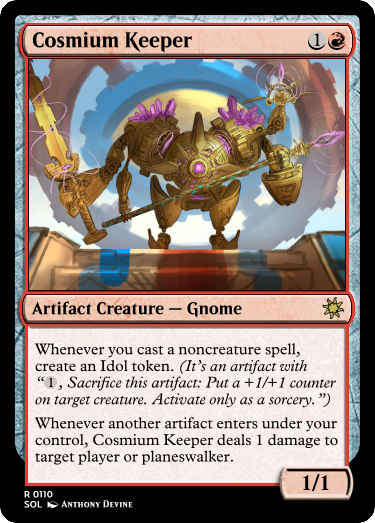 Cosmium Keeper 1
Artifact Creature — Gnome
Whenever you cast a noncreature spell,
create an Idol token. (It's an artifact with
“1, Sacrifice this artifact: Put a +1/+1 counter
on target creature. Activate only as a sorcery.”)
Whenever another artifact enters under your
control, Cosmium Keeper deals 1 damage to
target player or planeswalker.
1/1
R 0110
SOL Anthony Devine